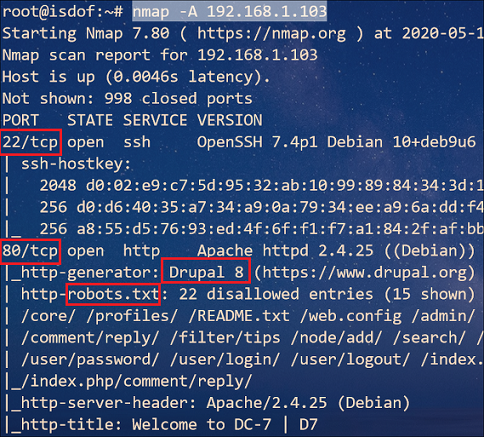 root@isdof:~# nmap -A 192.168.1.103
Starting Nmap 7.80 ( https://nmap.org ) at 2020-05-1
Nmap scan report for 192.168.1.103
Host is up (0.0046s latency).
Not shown: 998 closed ports
PORT   STATE SERVICE VERSION
22/tcp open  ssh     OpenSSH 7.4p1 Debian 10+deb9u6
| ssh-hostkey:
|   2048 d0:02:e9:c7:5d:95:32:ab:10:99:89:84:34:3d:1
|   256 d0:d6:40:35:a7:34:a9:0a:79:34:ee:a9:6a:dd:f4
|_  256 a8:55:d5:76:93:ed:4f:6f:f1:f7:a1:84:2f:af:bb
80/tcp open  http    Apache httpd 2.4.25 ((Debian))
|_http-generator: Drupal 8 (https://www.drupal.org)
| http-robots.txt: 22 disallowed entries (15 shown)
| /core/ /profiles/ /README.txt /web.config /admin/
| /comment/reply/ /filter/tips /node/add/ /search/ /
| /user/password/ /user/login/ /user/logout/ /index.
|_/index.php/comment/reply/
|_http-server-header: Apache/2.4.25 (Debian)
|_http-title: Welcome to DC-7 | D7